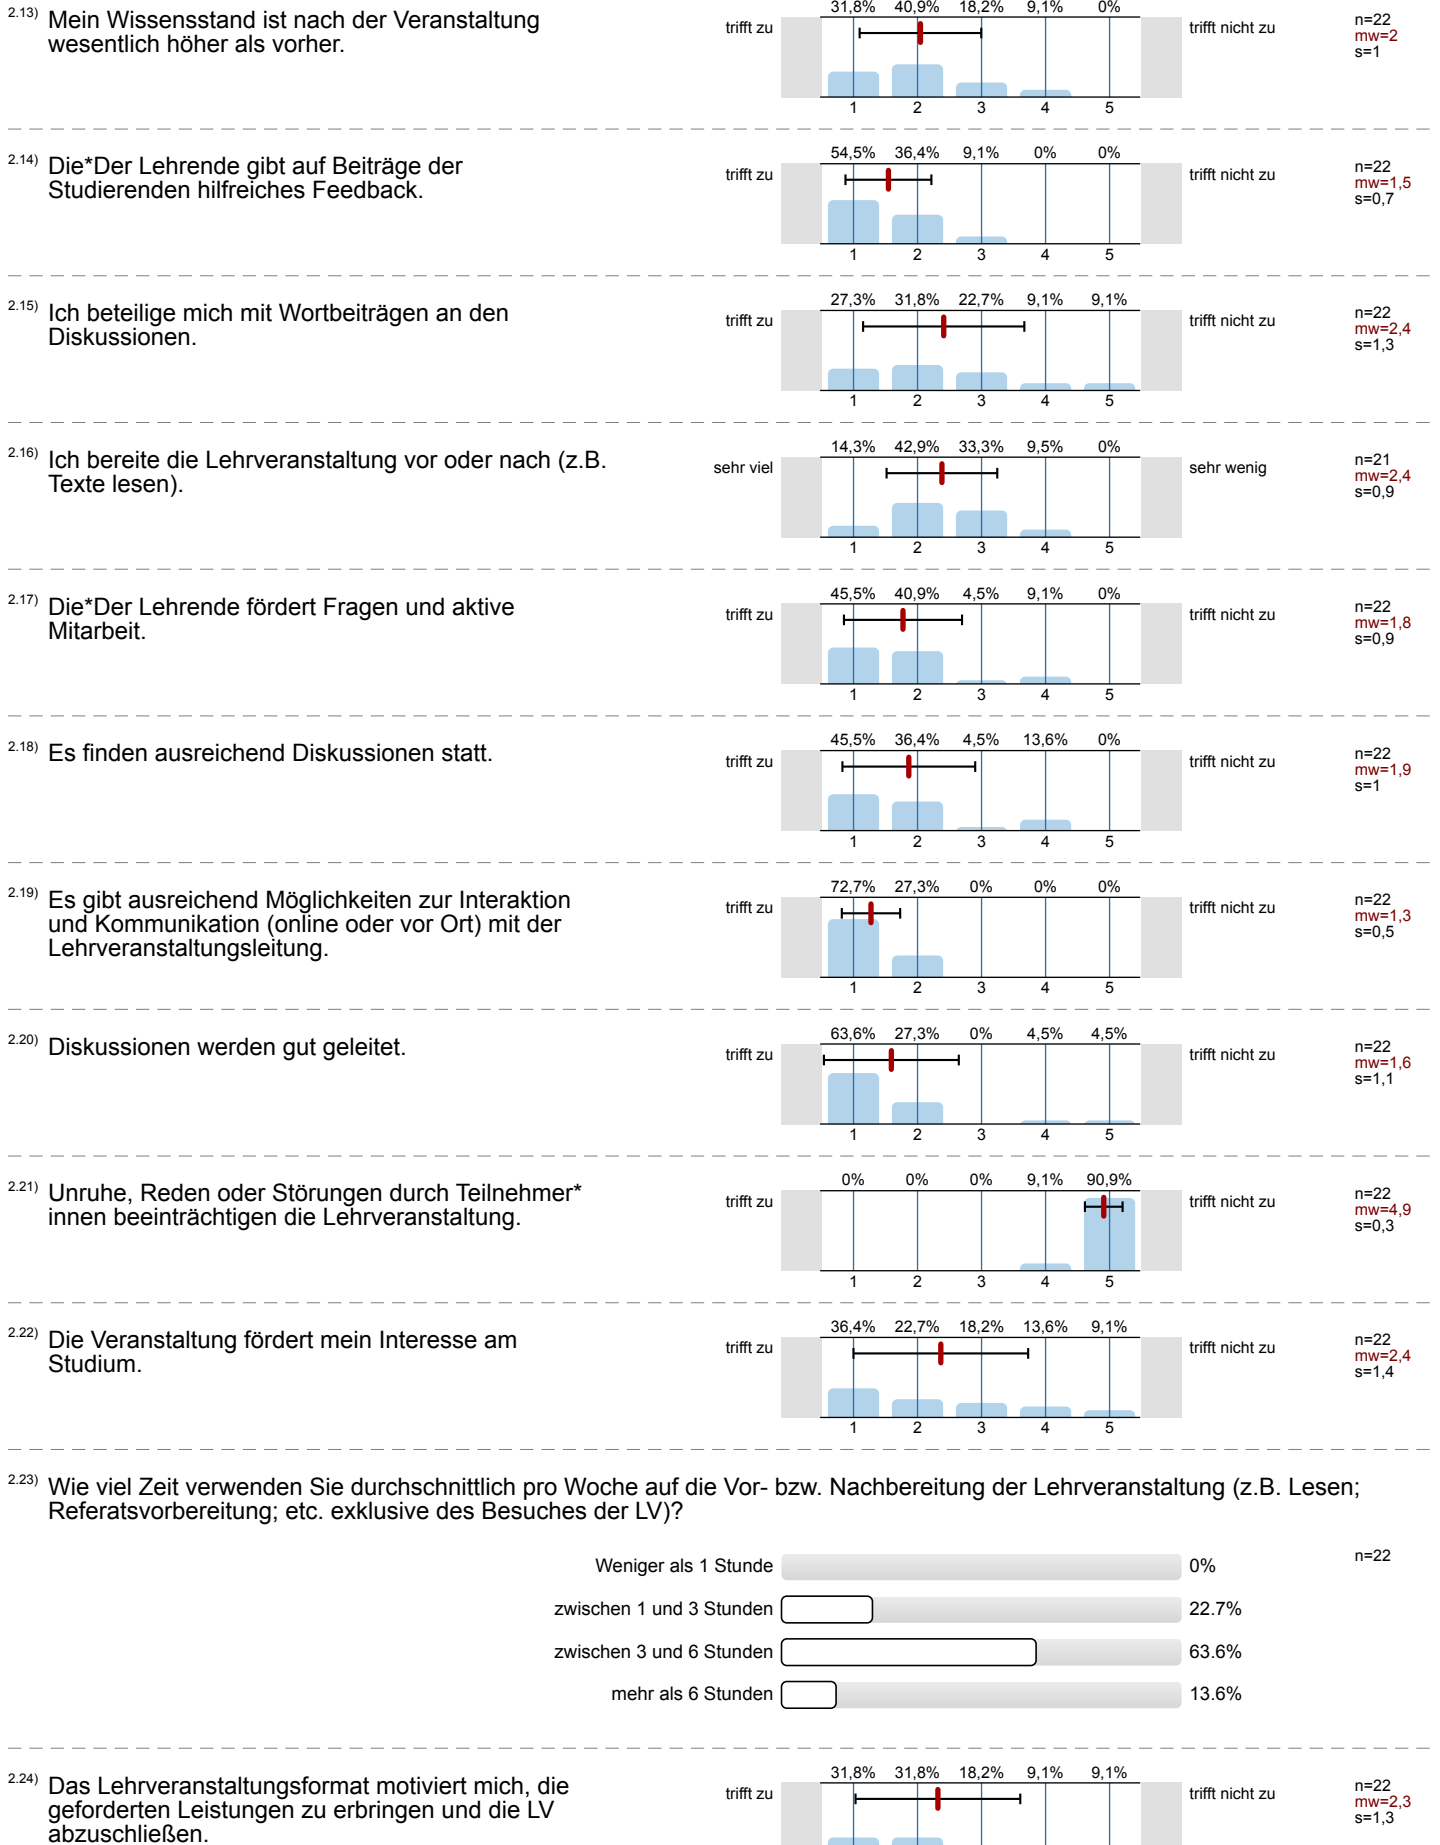 2.13) Mein Wissensstand ist nach der Veranstaltung
wesentlich höher als vorher.
31,8% 40,9% 18,2% 9,1% 0%
trifft zu
trifft nicht zu
n=22
mw=2
s=1
1 2 3 4 5
2.14) Die*Der Lehrende gibt auf Beiträge der
Studierenden hilfreiches Feedback.
54,5% 36,4% 9,1% 0% 0%
trifft zu
trifft nicht zu
n=22
mw=1,5
s=0,7
1 2 3 4 5
2.15) Ich beteilige mich mit Wortbeiträgen an den
Diskussionen.
27,3% 31,8% 22,7% 9,1% 9,1%
trifft zu
trifft nicht zu
n=22
mw=2,4
s=1,3
1 2 3 4 5
2.16) Ich bereite die Lehrveranstaltung vor oder nach (z.B.
Texte lesen).
14,3% 42,9% 33,3% 9,5% 0%
sehr viel
sehr wenig
n=21
mw=2,4
s=0,9
1 2 3 4 5
2.17) Die*Der Lehrende fördert Fragen und aktive
Mitarbeit.
45,5% 40,9% 4,5% 9,1% 0%
trifft zu
trifft nicht zu
n=22
mw=1,8
s=0,9
1 2 3 4 5
2.18) Es finden ausreichend Diskussionen statt.
45,5% 36,4% 4,5% 13,6% 0%
trifft zu
trifft nicht zu
n=22
mw=1,9
s=1
1 2 3 4 5
2.19) Es gibt ausreichend Möglichkeiten zur Interaktion
und Kommunikation (online oder vor Ort) mit der
Lehrveranstaltungsleitung.
72,7% 27,3% 0% 0% 0%
trifft zu
trifft nicht zu
n=22
mw=1,3
s=0,5
1 2 3 4 5
2.20) Diskussionen werden gut geleitet.
63,6% 27,3% 0% 4,5% 4,5%
trifft zu
trifft nicht zu
n=22
mw=1,6
s=1,1
1 2 3 4 5
2.21) Unruhe, Reden oder Störungen durch Teilnehmer*
innen beeinträchtigen die Lehrveranstaltung.
0% 0% 0% 9,1% 90,9%
trifft zu
trifft nicht zu
n=22
mw=4,9
s=0,3
1 2 3 4 5
2.22) Die Veranstaltung fördert mein Interesse am
Studium.
36,4% 22,7% 18,2% 13,6% 9,1%
trifft zu
trifft nicht zu
n=22
mw=2,4
s=1,4
1 2 3 4 5
2.23) Wie viel Zeit verwenden Sie durchschnittlich pro Woche auf die Vor- bzw. Nachbereitung der Lehrveranstaltung (z.B. Lesen;
Referatsvorbereitung; etc. exklusive des Besuches der LV)?
n=22
Weniger als 1 Stunde 0%
zwischen 1 und 3 Stunden 22.7%
zwischen 3 und 6 Stunden 63.6%
mehr als 6 Stunden 13.6%
2.24) Das Lehrveranstaltungsformat motiviert mich, die
geforderten Leistungen zu erbringen und die LV
abzuschließen.
31,8% 31,8% 18,2% 9,1% 9,1%
trifft zu
trifft nicht zu
n=22
mw=2,3
s=1,3